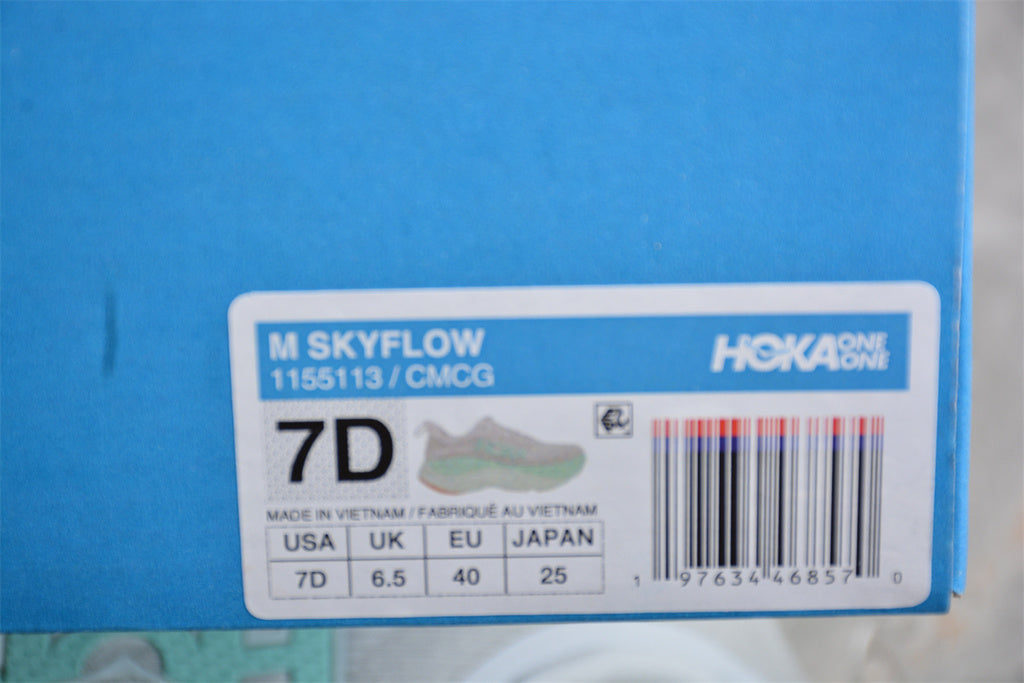 M SKYFLOW
1155113 / CMCG
HOKA ONE ONE
7D
MADE IN VIETNAM / FABRIQUÉ AU VIETNAM
USA UK EU JAPAN
7D 6.5 40 25
1 97634 46857 0